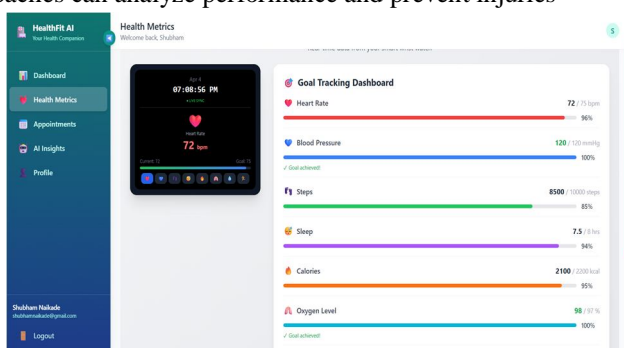 aches can analyze performance and prevent injuries
HealthFit AI
Your Health Companion
Dashboard
Health Metrics
Appointments
AI Insights
Profile
Shubham Naikade
shubhamnaikade@gmail.com
Logout
Health Metrics
Welcome back, Shubham
S
Apr 4
07:08:56 PM
Heart Rate
72 bpm
Current: 72
Goal: 75
Goal Tracking Dashboard
Heart Rate
72 / 75 bpm
96%
Blood Pressure
120 / 120 mmHg
100%
✓ Goal achieved!
Steps
8500 / 10000 steps
85%
Sleep
7.5 / 8 hrs
94%
Calories
2100 / 2200 kcal
95%
Oxygen Level
98 / 97 %
100%
✓ Goal achieved!